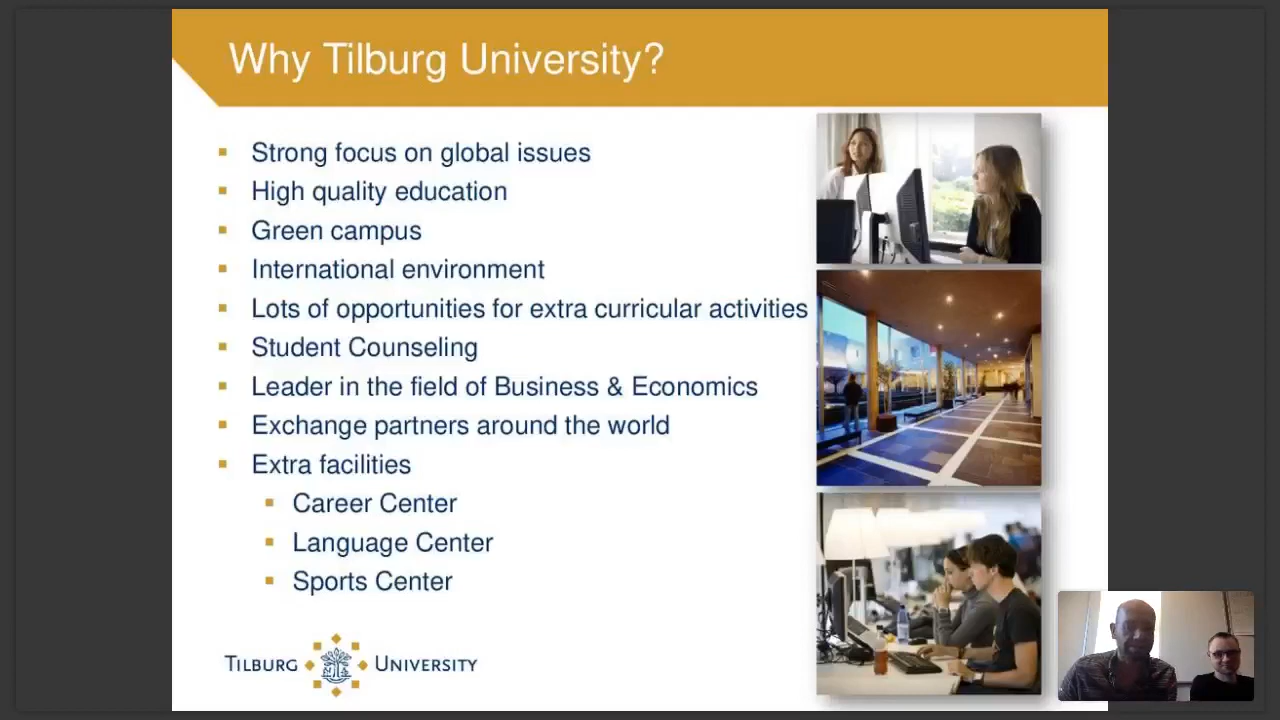 Why Tilburg University?
Strong focus on global issues
High quality education
Green campus
International environment
Lots of opportunities for extra curricular activities
Student Counseling
Leader in the field of Business & Economics
Exchange partners around the world
Extra facilities
Career Center
Language Center
Sports Center
TILBURG UNIVERSITY